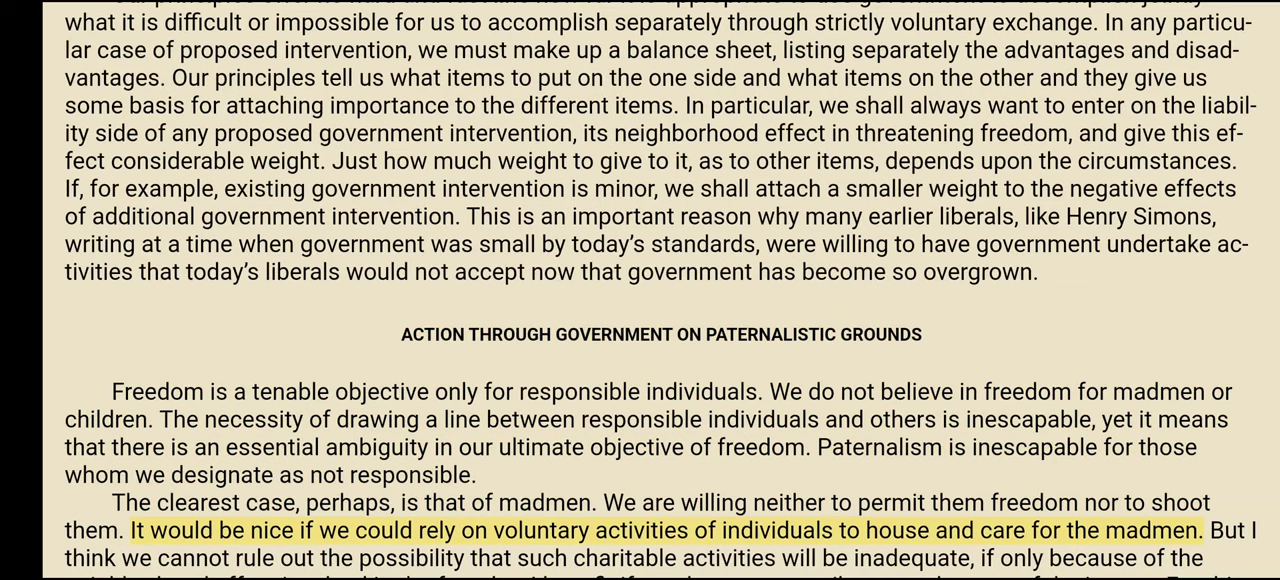 what it is difficult or impossible for us to accomplish separately through strictly voluntary exchange. In any particu-
lar case of proposed intervention, we must make up a balance sheet, listing separately the advantages and disad-
vantages. Our principles tell us what items to put on the one side and what items on the other and they give us
some basis for attaching importance to the different items. In particular, we shall always want to enter on the liabil-
ity side of any proposed government intervention, its neighborhood effect in threatening freedom, and give this ef-
fect considerable weight. Just how much weight to give to it, as to other items, depends upon the circumstances.
If, for example, existing government intervention is minor, we shall attach a smaller weight to the negative effects
of additional government intervention. This is an important reason why many earlier liberals, like Henry Simons,
writing at a time when government was small by today’s standards, were willing to have government undertake ac-
tivities that today’s liberals would not accept now that government has become so overgrown.
ACTION THROUGH GOVERNMENT ON PATERNALISTIC GROUNDS
Freedom is a tenable objective only for responsible individuals. We do not believe in freedom for madmen or
children. The necessity of drawing a line between responsible individuals and others is inescapable, yet it means
that there is an essential ambiguity in our ultimate objective of freedom. Paternalism is inescapable for those
whom we designate as not responsible.
The clearest case, perhaps, is that of madmen. We are willing neither to permit them freedom nor to shoot
them. It would be nice if we could rely on voluntary activities of individuals to house and care for the madmen. But I
think we cannot rule out the possibility that such charitable activities will be inadequate, if only because of the